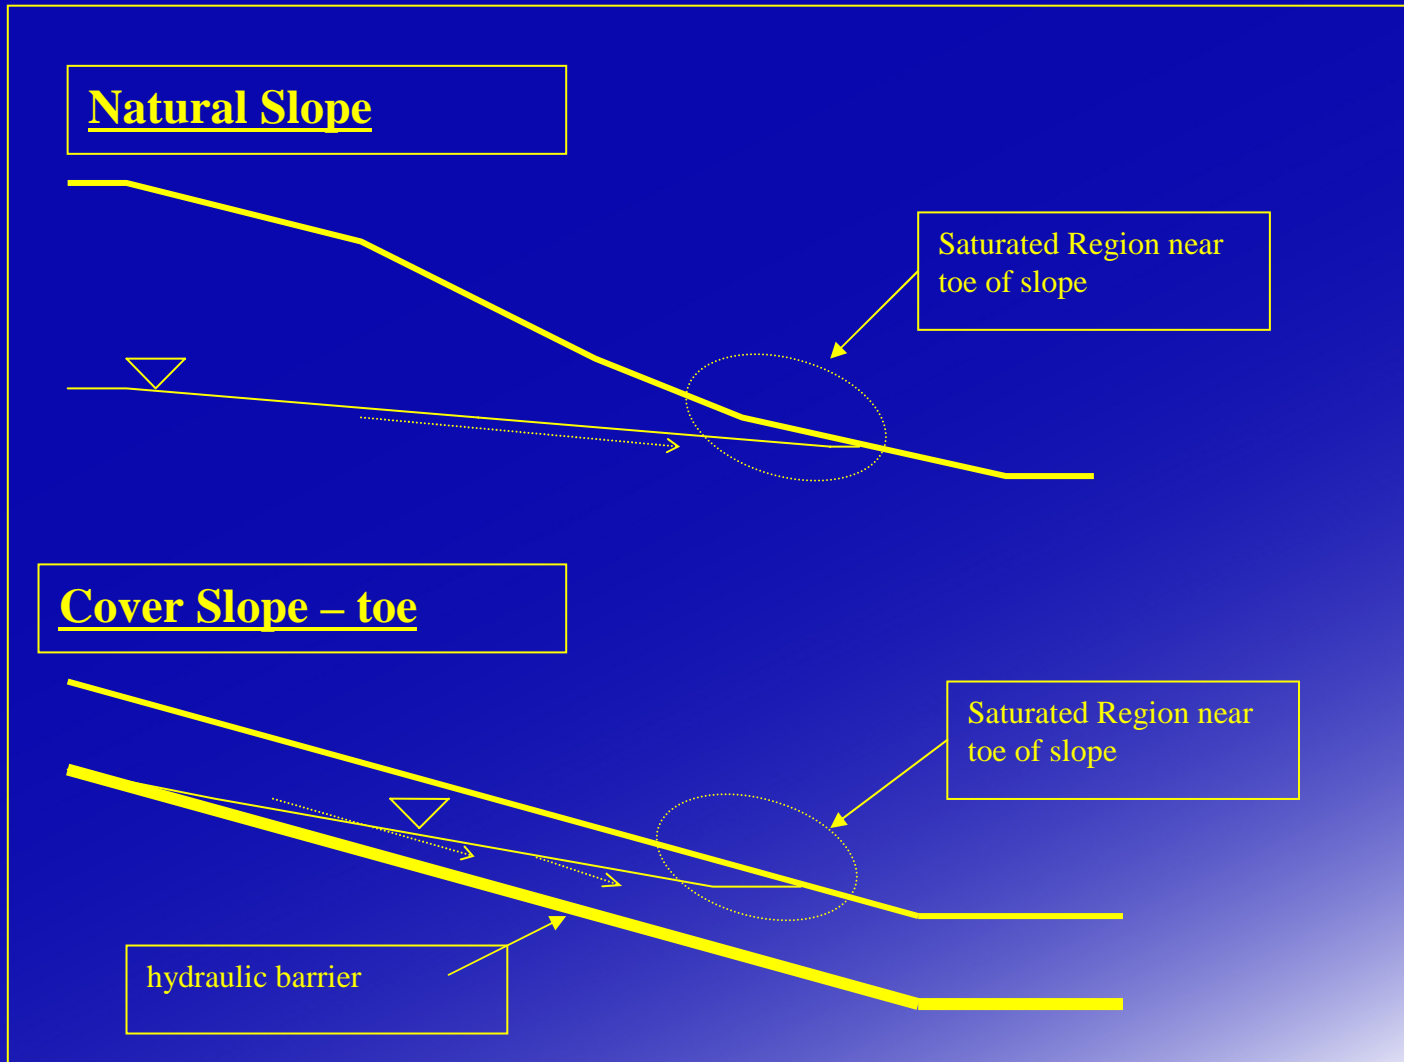 Natural Slope
Saturated Region near
toe of slope
Cover Slope – toe
Saturated Region near
toe of slope
hydraulic barrier